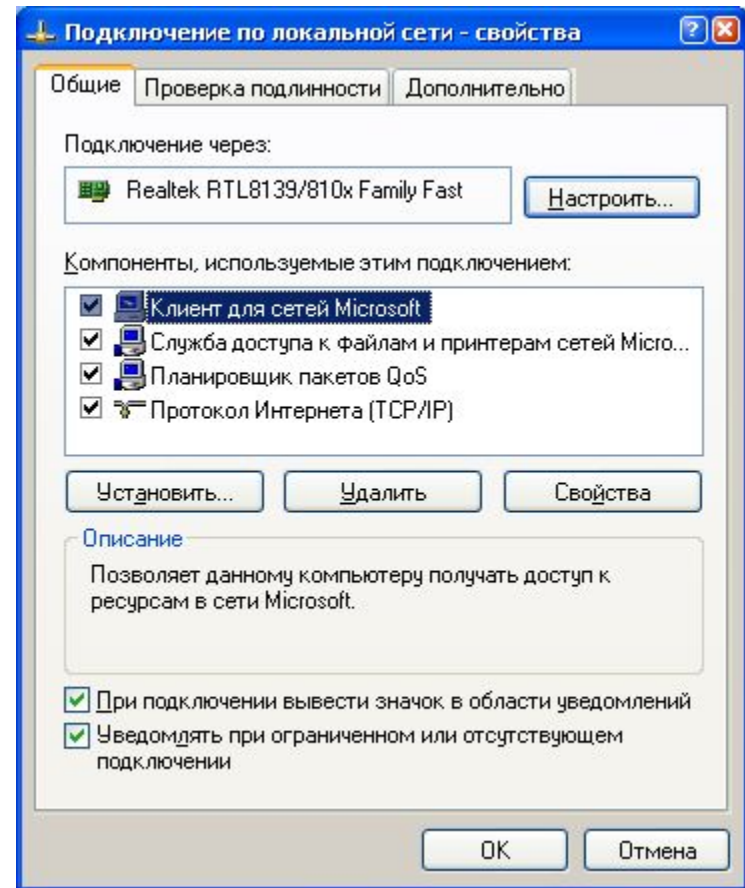 Подключение по локальной сети - свойства
Общие
Проверка подлинности
Дополнительно
Подключение через:
Realtek RTL8139/810x Family Fast
Настроить...
Компоненты, используемые этим подключением:
Клиент для сетей Microsoft
Служба доступа к файлам и принтерам сетей Micro...
Планировщик пакетов QoS
Протокол Интернета (TCP/IP)
Установить...
Удалить
Свойства
Описание
Позволяет данному компьютеру получать доступ к
ресурсам в сети Microsoft.
При подключении вывести значок в области уведомлений
Уведомлять при ограниченном или отсутствующем
подключении
OK
Отмена